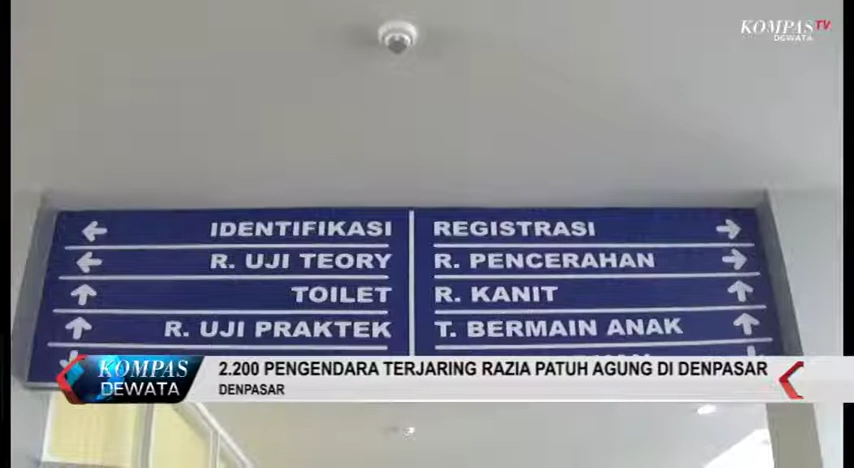 KOMPAS TV
DEWATA
IDENTIFIKASI
R. UJI TEORY
TOILET
R. UJI PRAKTEK
REGISTRASI
R. PENCERAHAN
R. KANIT
T. BERMAIN ANAK
KOMPAS
DEWATA
2.200 PENGENDARA TERJARING RAZIA PATUH AGUNG DI DENPASAR
DENPASAR